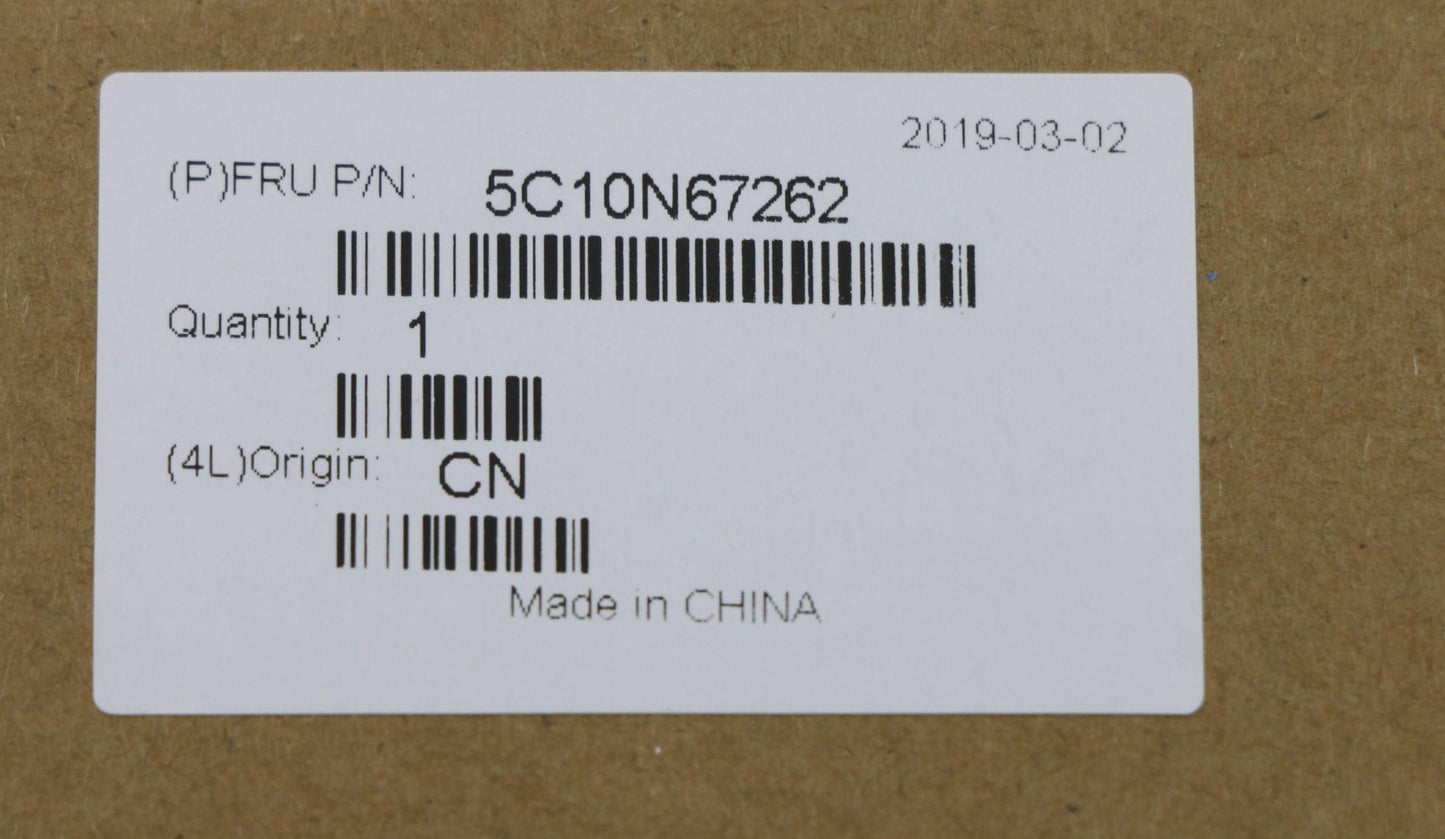 2019-03-02
(P)FRU P/N: 5C10N67262
Quantity: 1
(4L)Origin: CN
Made in CHINA